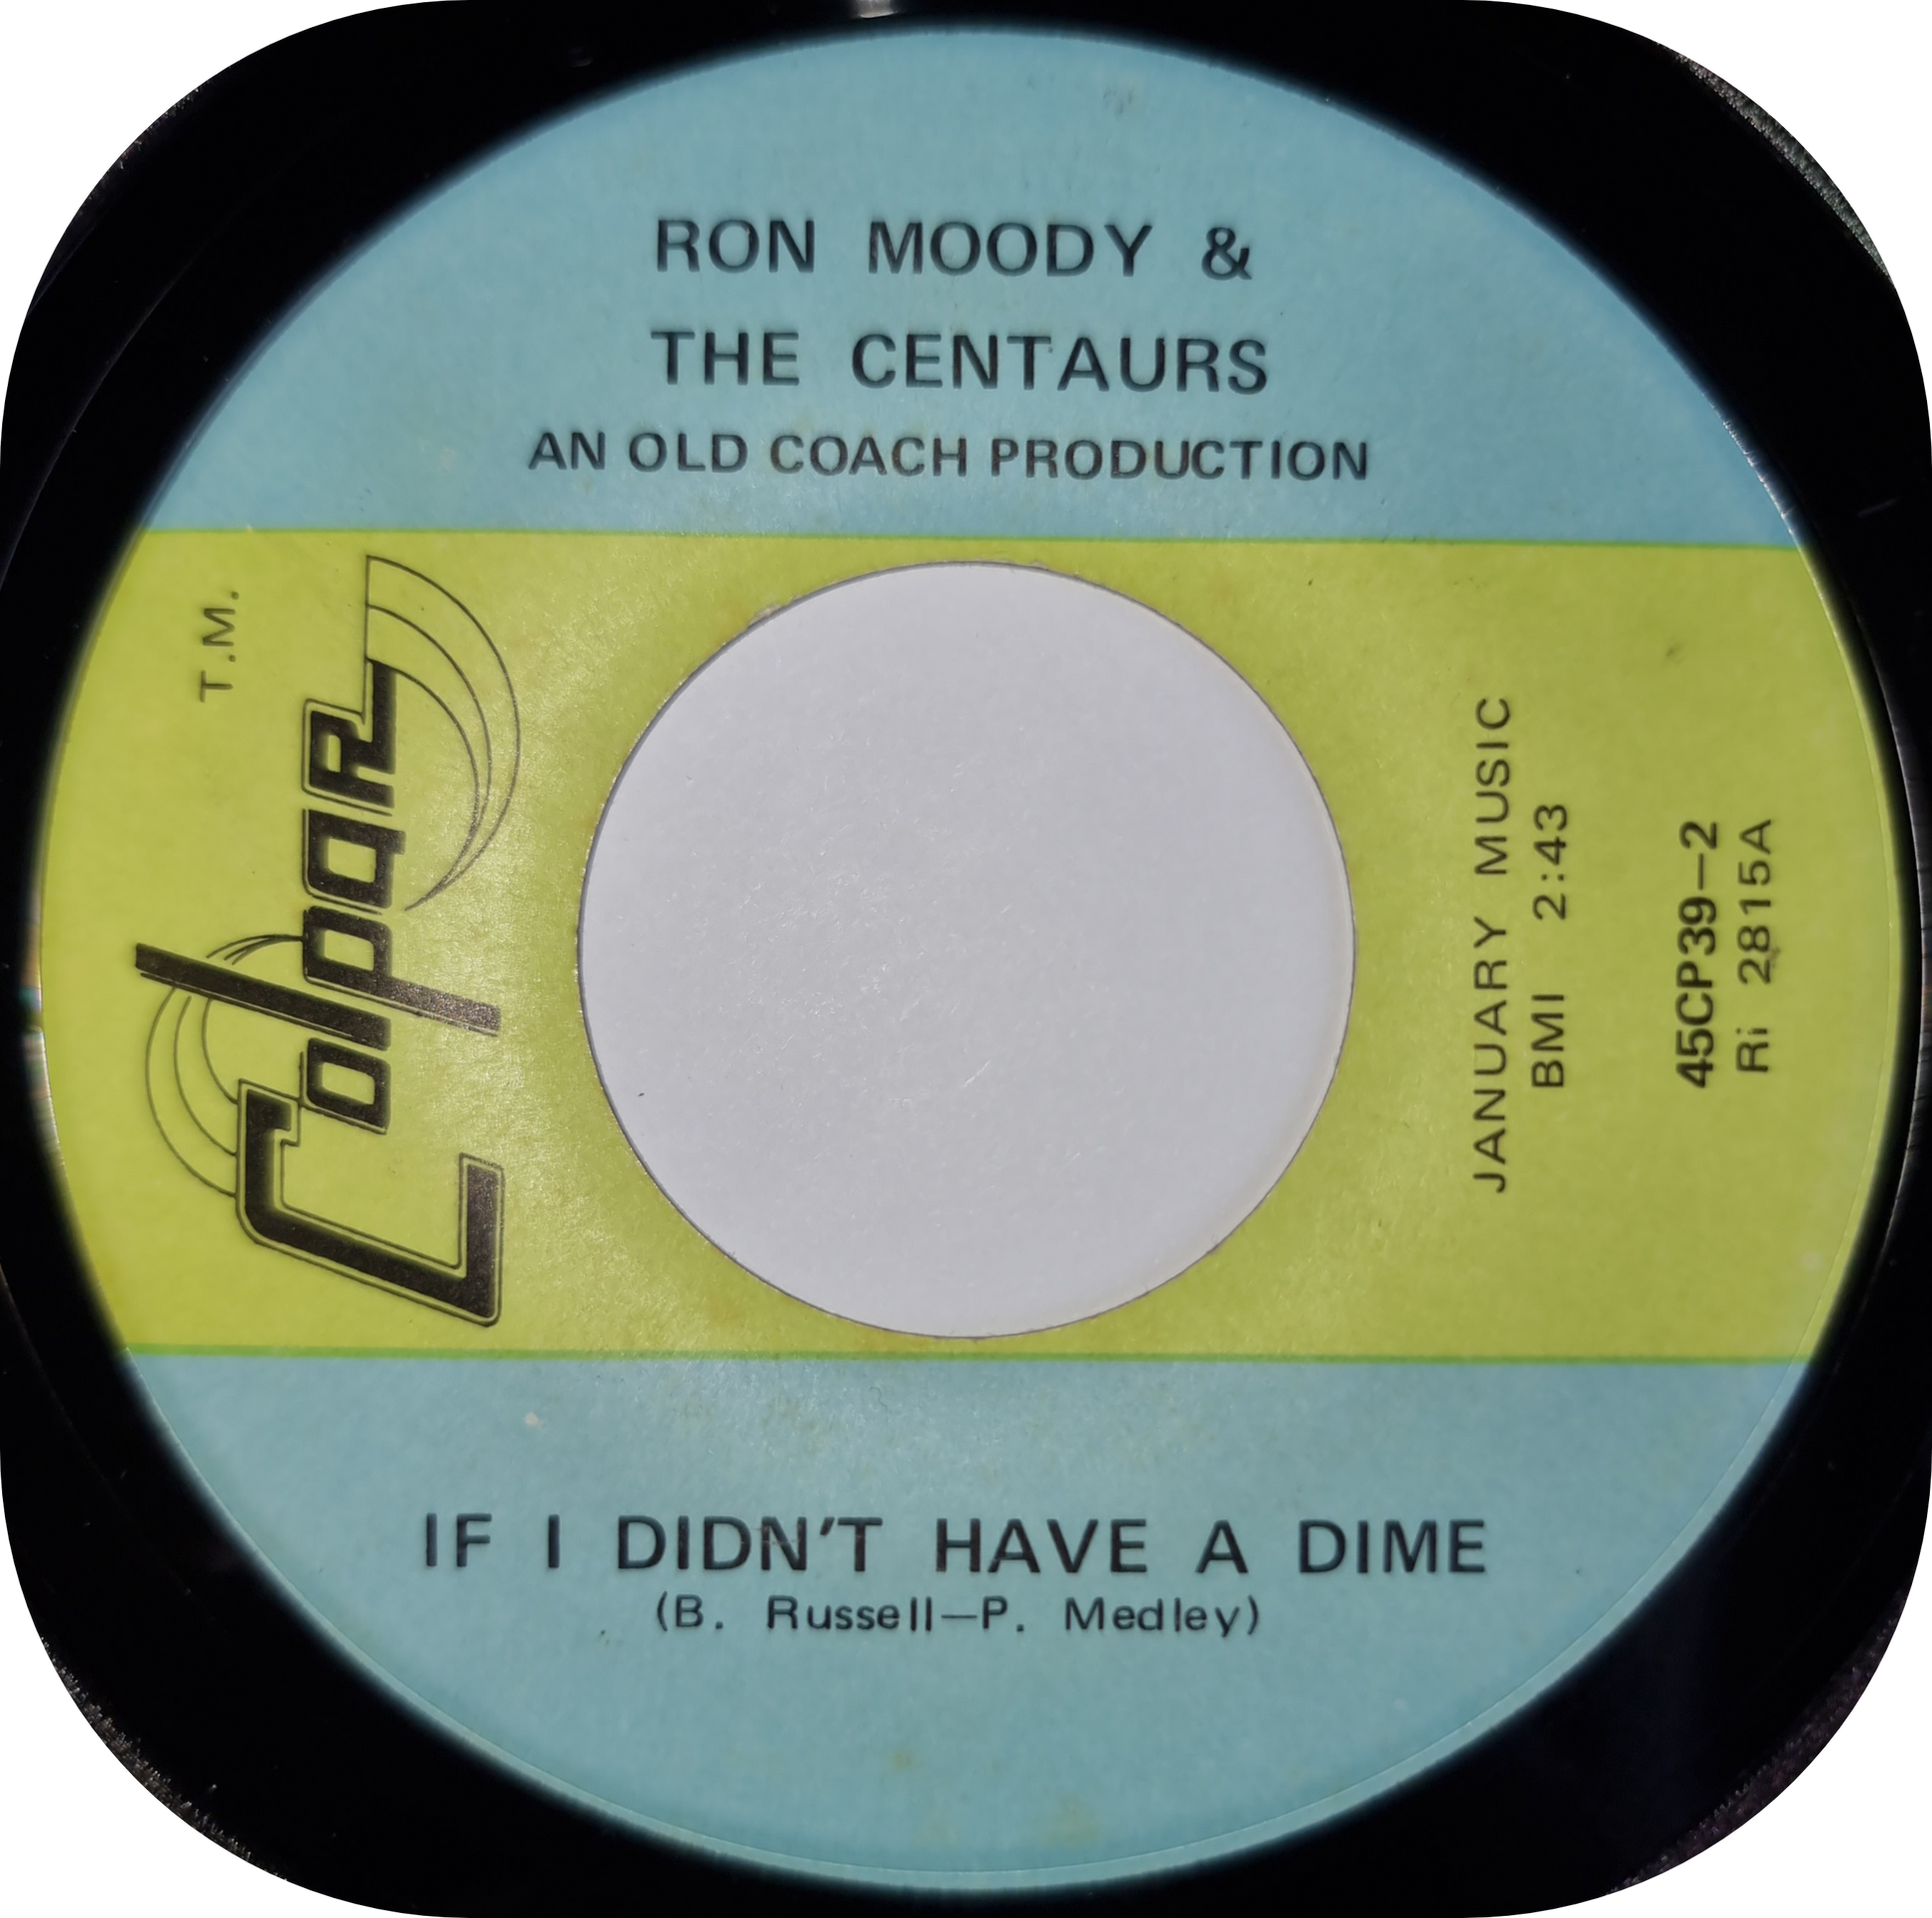 RON MOODY &
THE CENTAURS
AN OLD COACH PRODUCTION
Colpar
T.M.
JANUARY MUSIC
BMI 2:43
45CP39-2
Ri 2815A
IF I DIDN'T HAVE A DIME
(B. Russell-P. Medley)